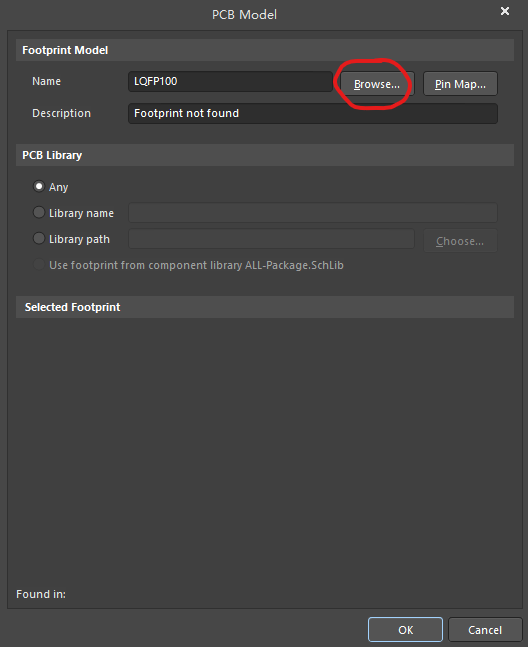 PCB Model
Footprint Model
Name LQFP100 Browse... Pin Map...
Description Footprint not found
PCB Library
Any
Library name
Library path Choose...
Use footprint from component library ALL-Package.SchLib
Selected Footprint
Found in:
OK Cancel